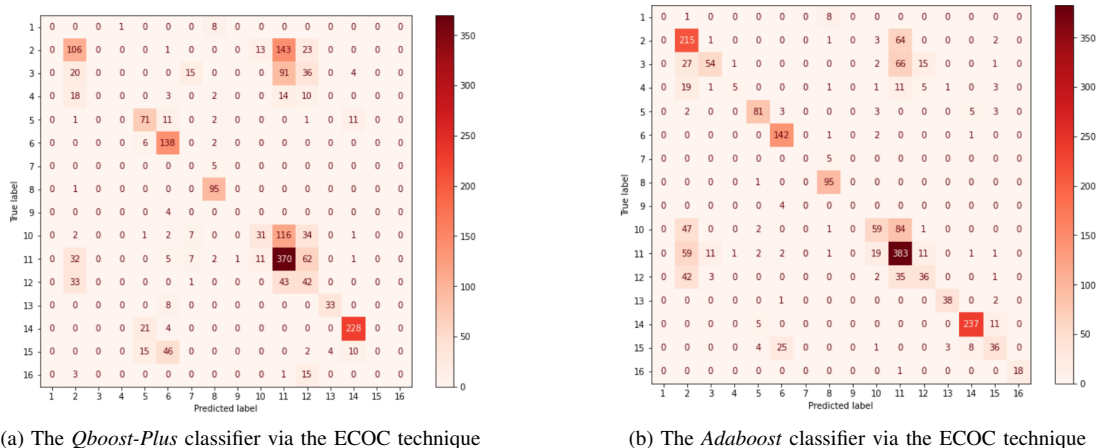 1 0 0 0 1 0 0 0 8 0 0 0 0 0 0 0 0
2 0 106 0 0 0 1 0 0 0 13 143 23 0 0 0 0
3 0 20 0 0 0 0 15 0 0 0 91 36 0 4 0 0
4 0 18 0 0 0 3 0 2 0 0 14 10 0 0 0 0
5 0 1 0 0 71 11 0 2 0 0 0 1 0 11 0 0
6 0 0 0 0 6 138 0 2 0 0 0 0 0 0 0 0
7 0 0 0 0 0 0 0 5 0 0 0 0 0 0 0 0
8 0 1 0 0 0 0 0 95 0 0 0 0 0 0 0 0
9 0 0 0 0 0 4 0 0 0 0 0 0 0 0 0 0
10 0 2 0 0 1 2 7 0 0 31 116 34 0 1 0 0
11 0 32 0 0 0 5 7 2 1 11 370 62 0 1 0 0
12 0 33 0 0 0 0 1 0 0 0 43 42 0 0 0 0
13 0 0 0 0 0 8 0 0 0 0 0 0 33 0 0 0
14 0 0 0 0 21 4 0 0 0 0 0 0 0 228 0 0
15 0 0 0 0 15 46 0 0 0 0 0 2 4 10 0 0
16 0 3 0 0 0 0 0 0 0 0 1 15 0 0 0 0
1 2 3 4 5 6 7 8 9 10 11 12 13 14 15 16
True label
Predicted label
350
300
250
200
150
100
50
0
(a) The Qboost-Plus classifier via the ECOC technique
1 0 1 0 0 0 0 0 8 0 0 0 0 0 0 0 0
2 0 215 1 0 0 0 0 1 0 3 64 0 0 0 2 0
3 0 27 54 1 0 0 0 1 0 2 66 15 0 0 0 0
4 0 19 1 5 0 0 0 1 0 1 11 5 1 0 3 0
5 0 2 0 0 81 3 0 0 0 3 0 0 0 5 3 0
6 0 0 0 0 0 142 0 1 0 2 0 0 0 1 0 0
7 0 0 0 0 0 0 0 5 0 0 0 0 0 0 0 0
8 0 0 0 0 1 0 0 95 0 0 0 0 0 0 0 0
9 0 0 0 0 0 4 0 0 0 0 0 0 0 0 0 0
10 0 47 0 0 2 0 0 1 0 59 84 1 0 0 0 0
11 0 59 11 1 2 2 0 1 0 19 383 11 0 1 1 0
12 0 42 3 0 0 0 0 1 0 2 35 36 0 0 0 0
13 0 0 0 0 0 1 0 0 0 0 0 0 38 0 2 0
14 0 0 0 0 5 0 0 0 0 0 0 0 0 237 11 0
15 0 0 0 0 4 25 0 0 0 1 0 0 3 8 36 0
16 0 0 0 0 0 0 0 0 0 0 1 0 0 0 0 18
1 2 3 4 5 6 7 8 9 10 11 12 13 14 15 16
True label
Predicted label
350
300
250
200
150
100
50
0
(b) The Adaboost classifier via the ECOC technique